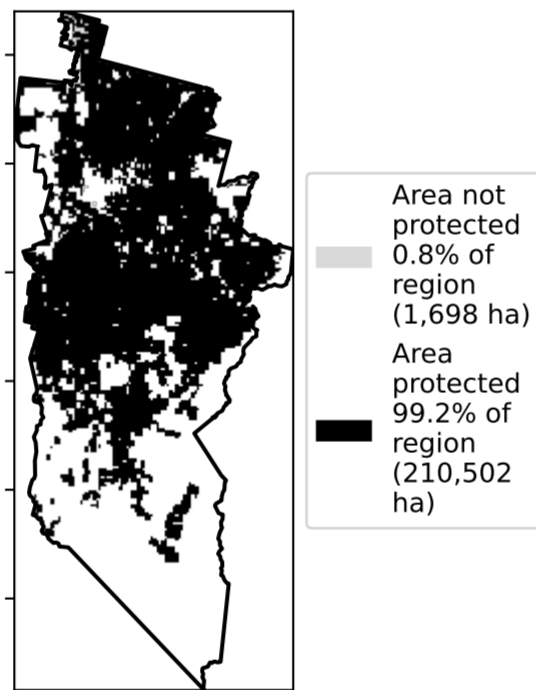 Area not
protected
0.8% of
region
(1,698 ha)
Area
protected
99.2% of
region
(210,502
ha)